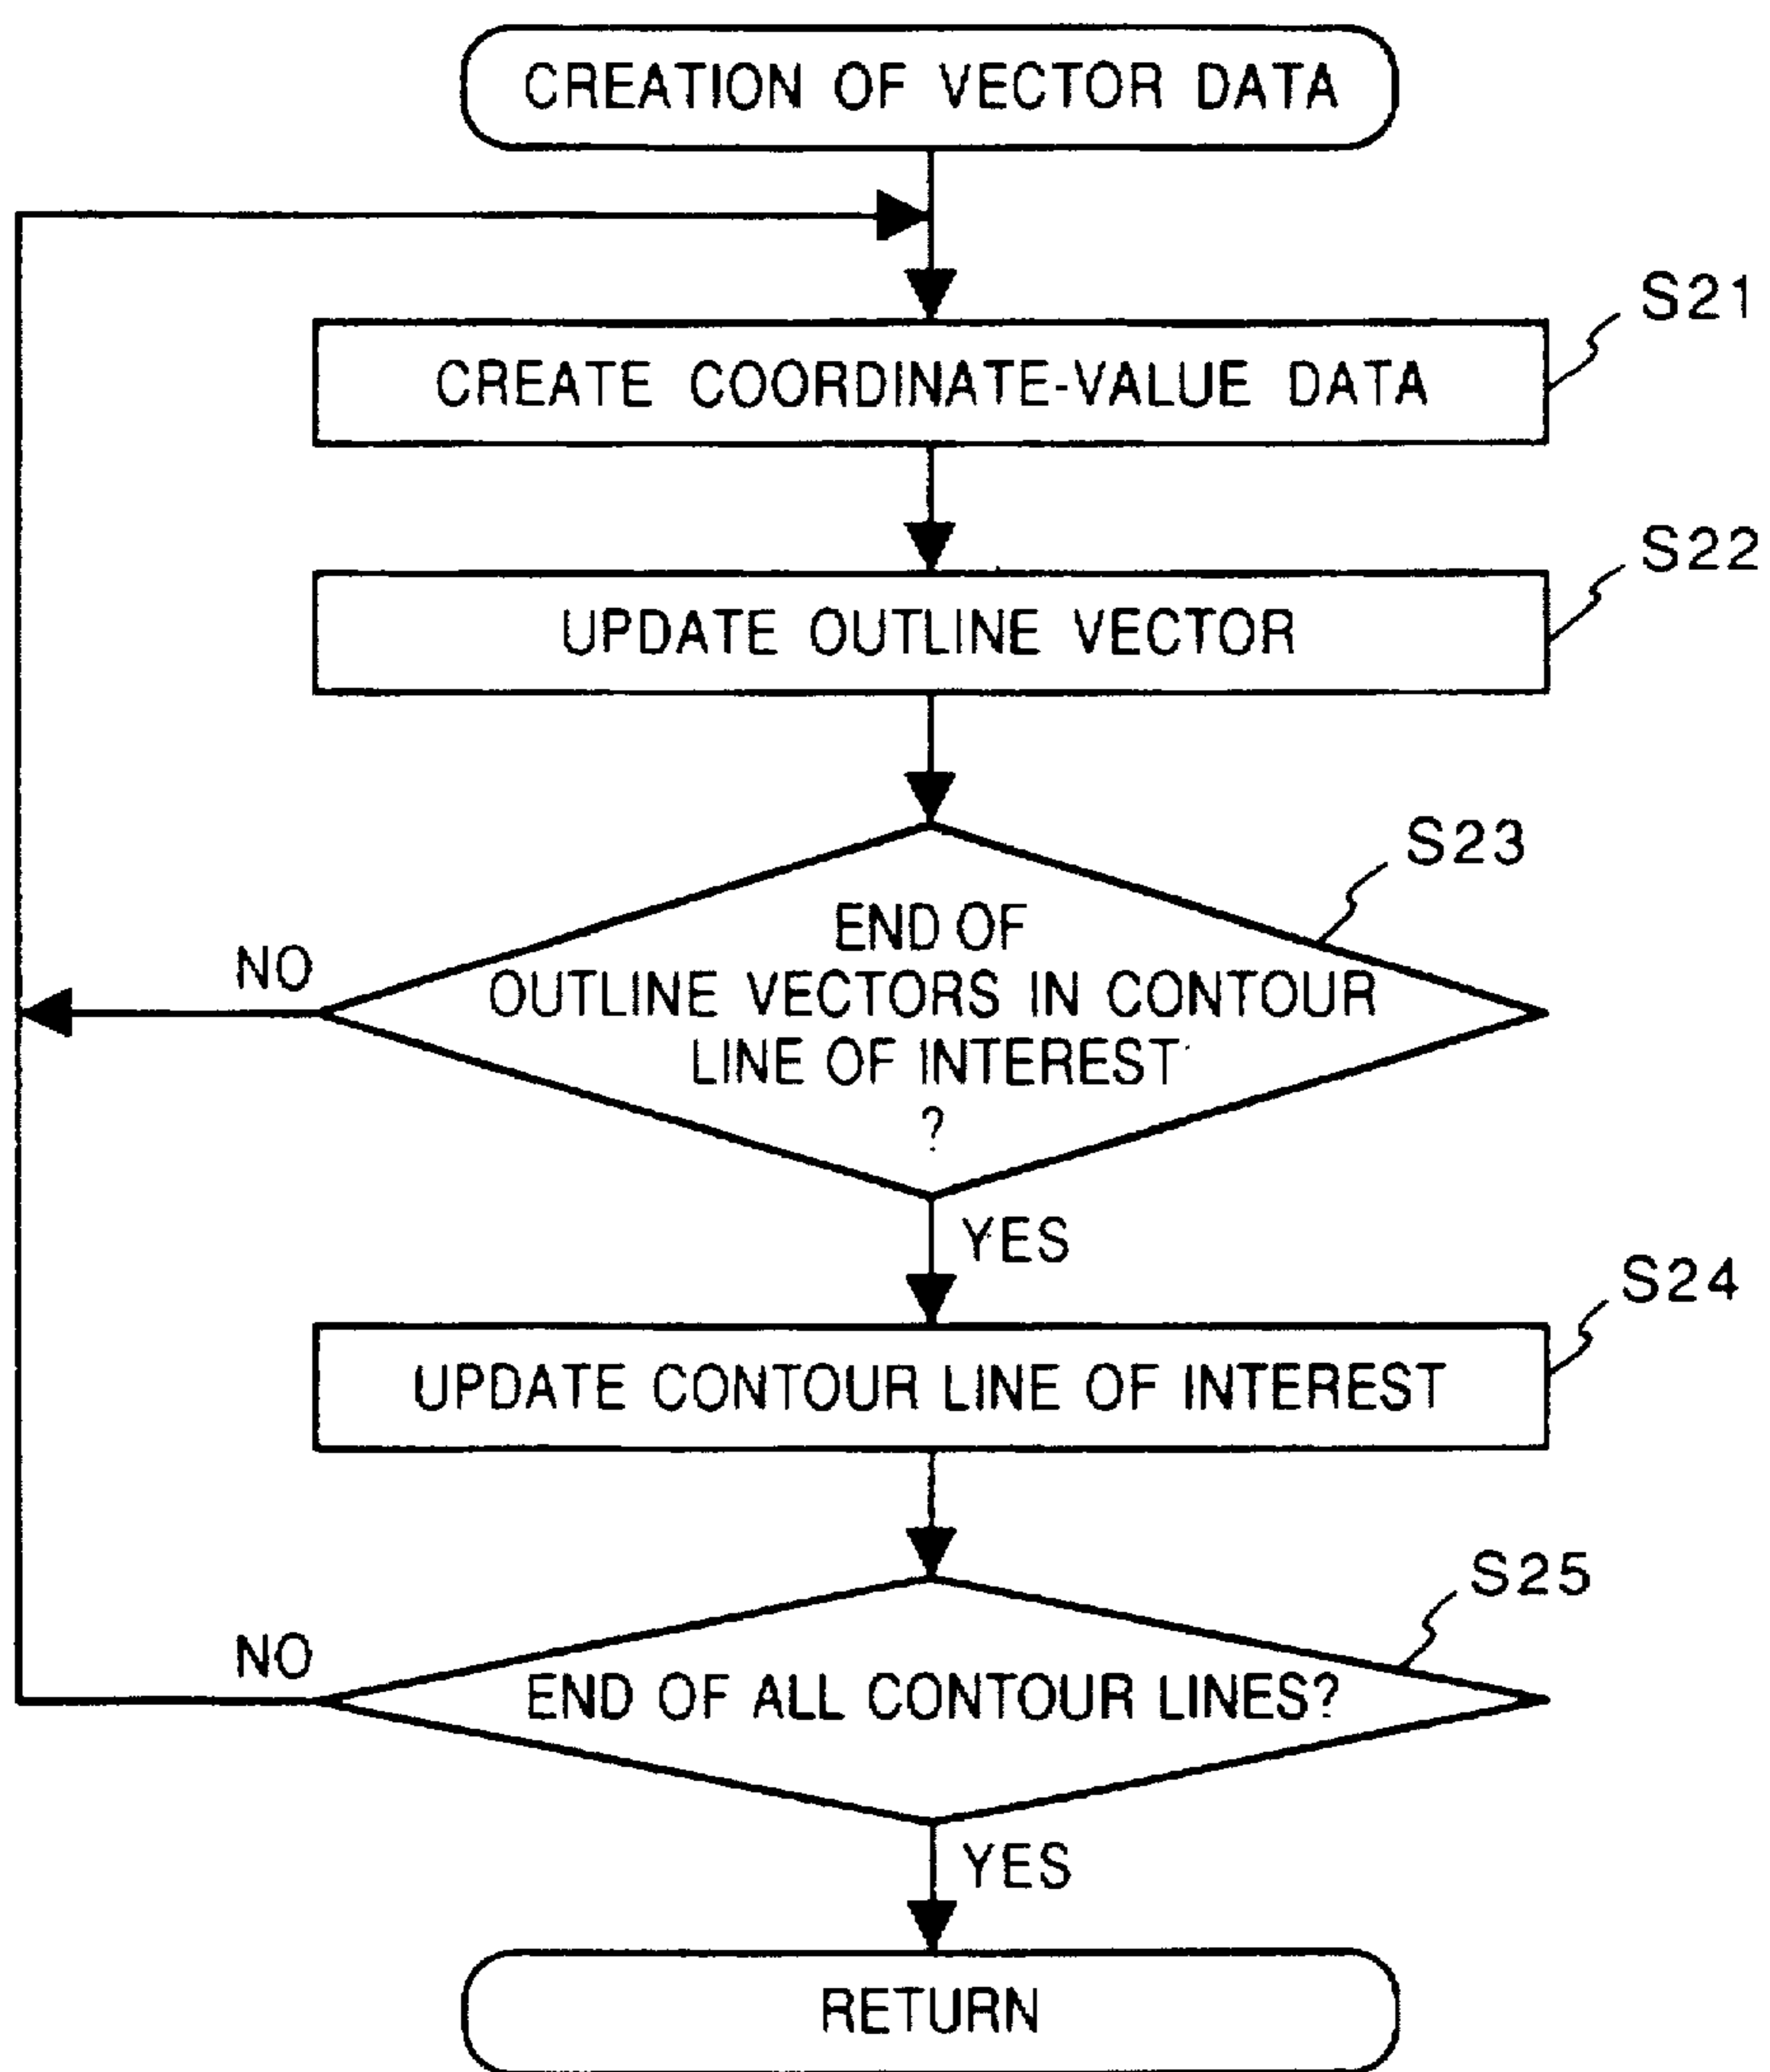 CREATION OF VECTOR DATA
S21
CREATE COORDINATE-VALUE DATA
S22
UPDATE OUTLINE VECTOR
S23
END OF
OUTLINE VECTORS IN CONTOUR
LINE OF INTEREST
?
NO
YES
S24
UPDATE CONTOUR LINE OF INTEREST
S25
END OF ALL CONTOUR LINES?
NO
YES
RETURN